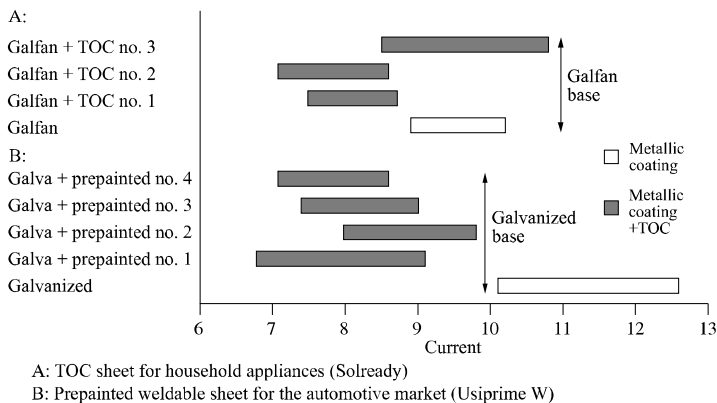 A:
Galfan + TOC no. 3
Galfan + TOC no. 2
Galfan + TOC no. 1
Galfan
Galfan
base
B:
Galva + prepainted no. 4
Galva + prepainted no. 3
Galva + prepainted no. 2
Galva + prepainted no. 1
Galvanized
Galvanized
base
Metallic
coating
Metallic
coating
+TOC
6 7 8 9 10 11 12 13
Current
A: TOC sheet for household appliances (Solready)
B: Prepainted weldable sheet for the automotive market (Usiprime W)